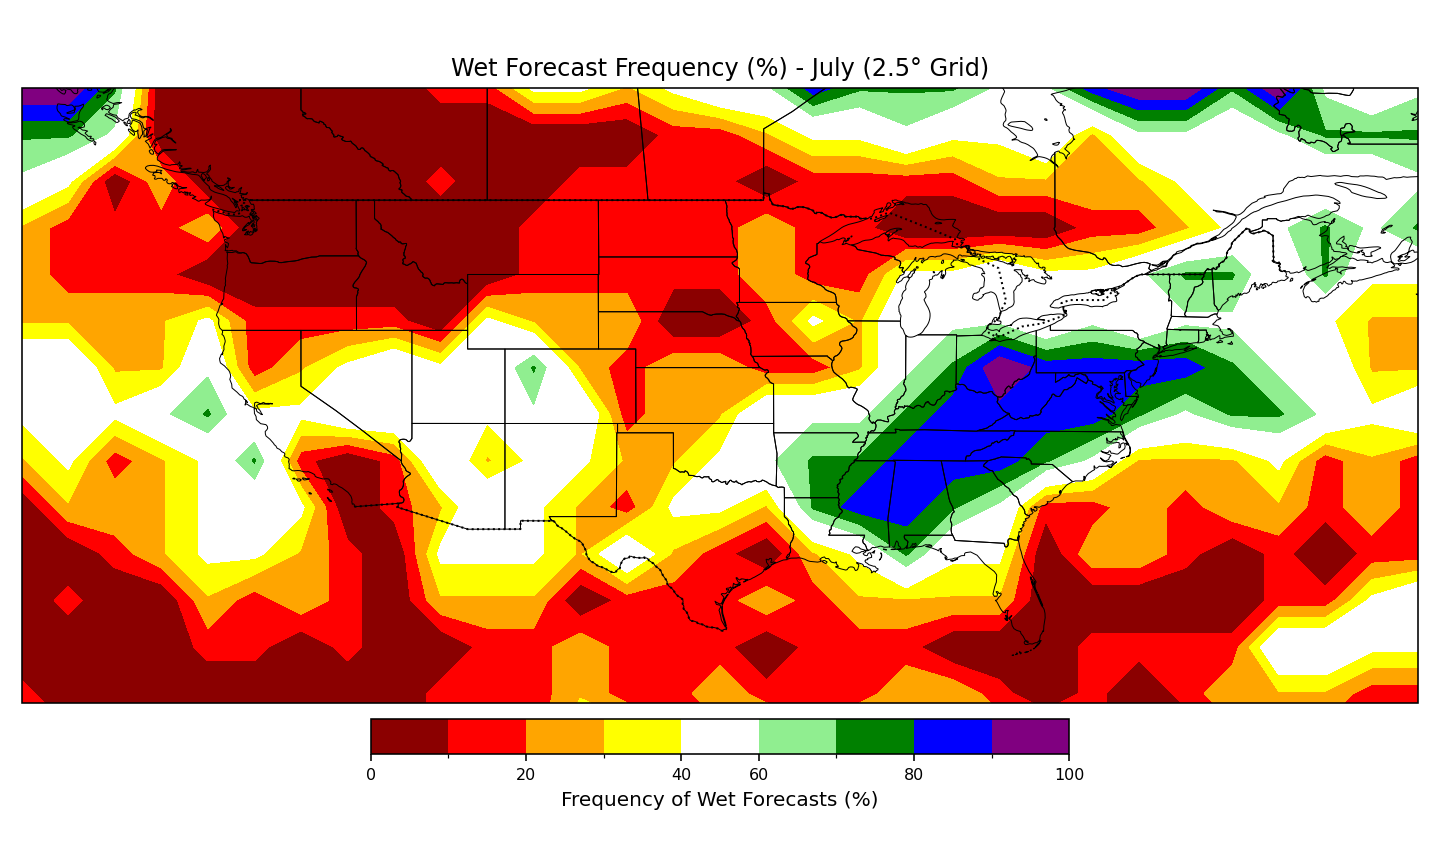 Wet Forecast Frequency (%) - July (2.5° Grid)
0 20 40 60 80 100
Frequency of Wet Forecasts (%)